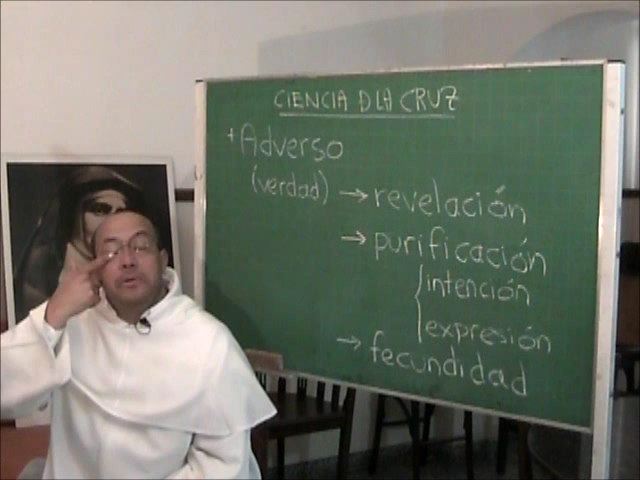 CIENCIA D LA CRUZ
+ Adverso
(verdad) → revelación
→ purificación
intención
expresión
→ fecundidad